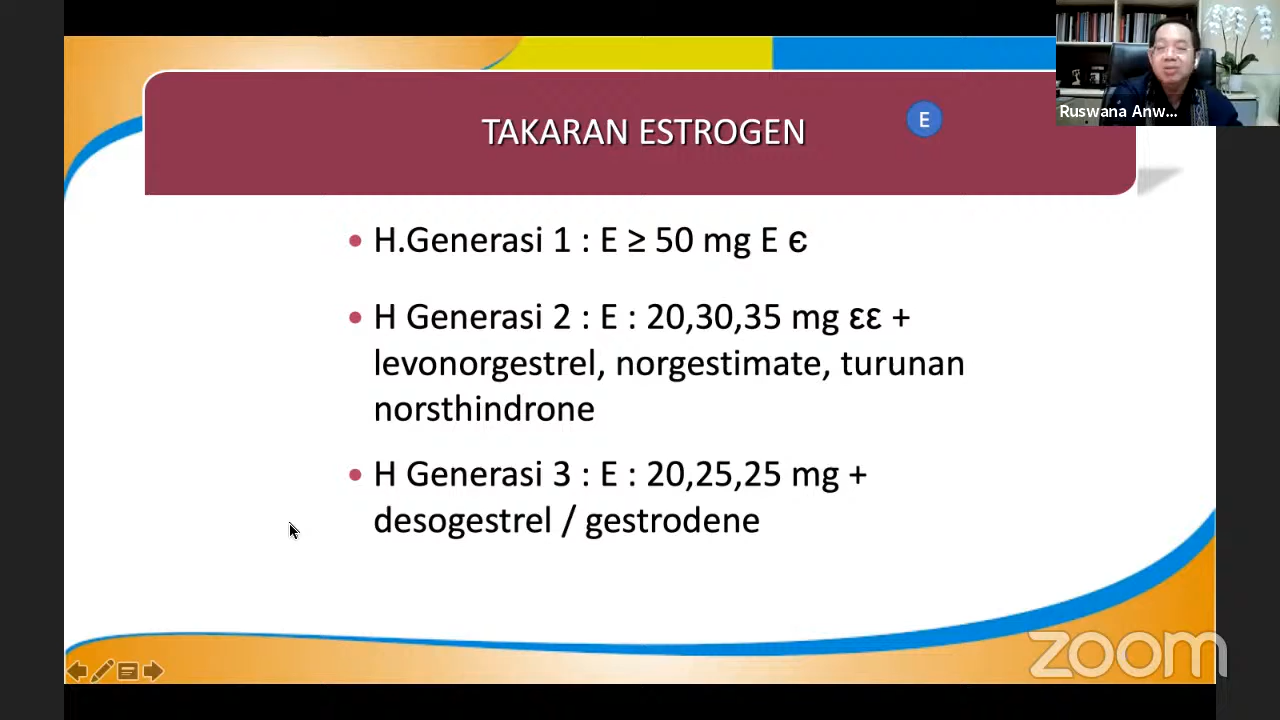 TAKARAN ESTROGEN
E
Ruswana Anw...
• H.Generasi 1 : E ≥ 50 mg E є
• H Generasi 2 : E : 20,30,35 mg ɛɛ +
levonorgestrel, norgestimate, turunan
norsthindrone
• H Generasi 3 : E : 20,25,25 mg +
desogestrel / gestrodene
zoom